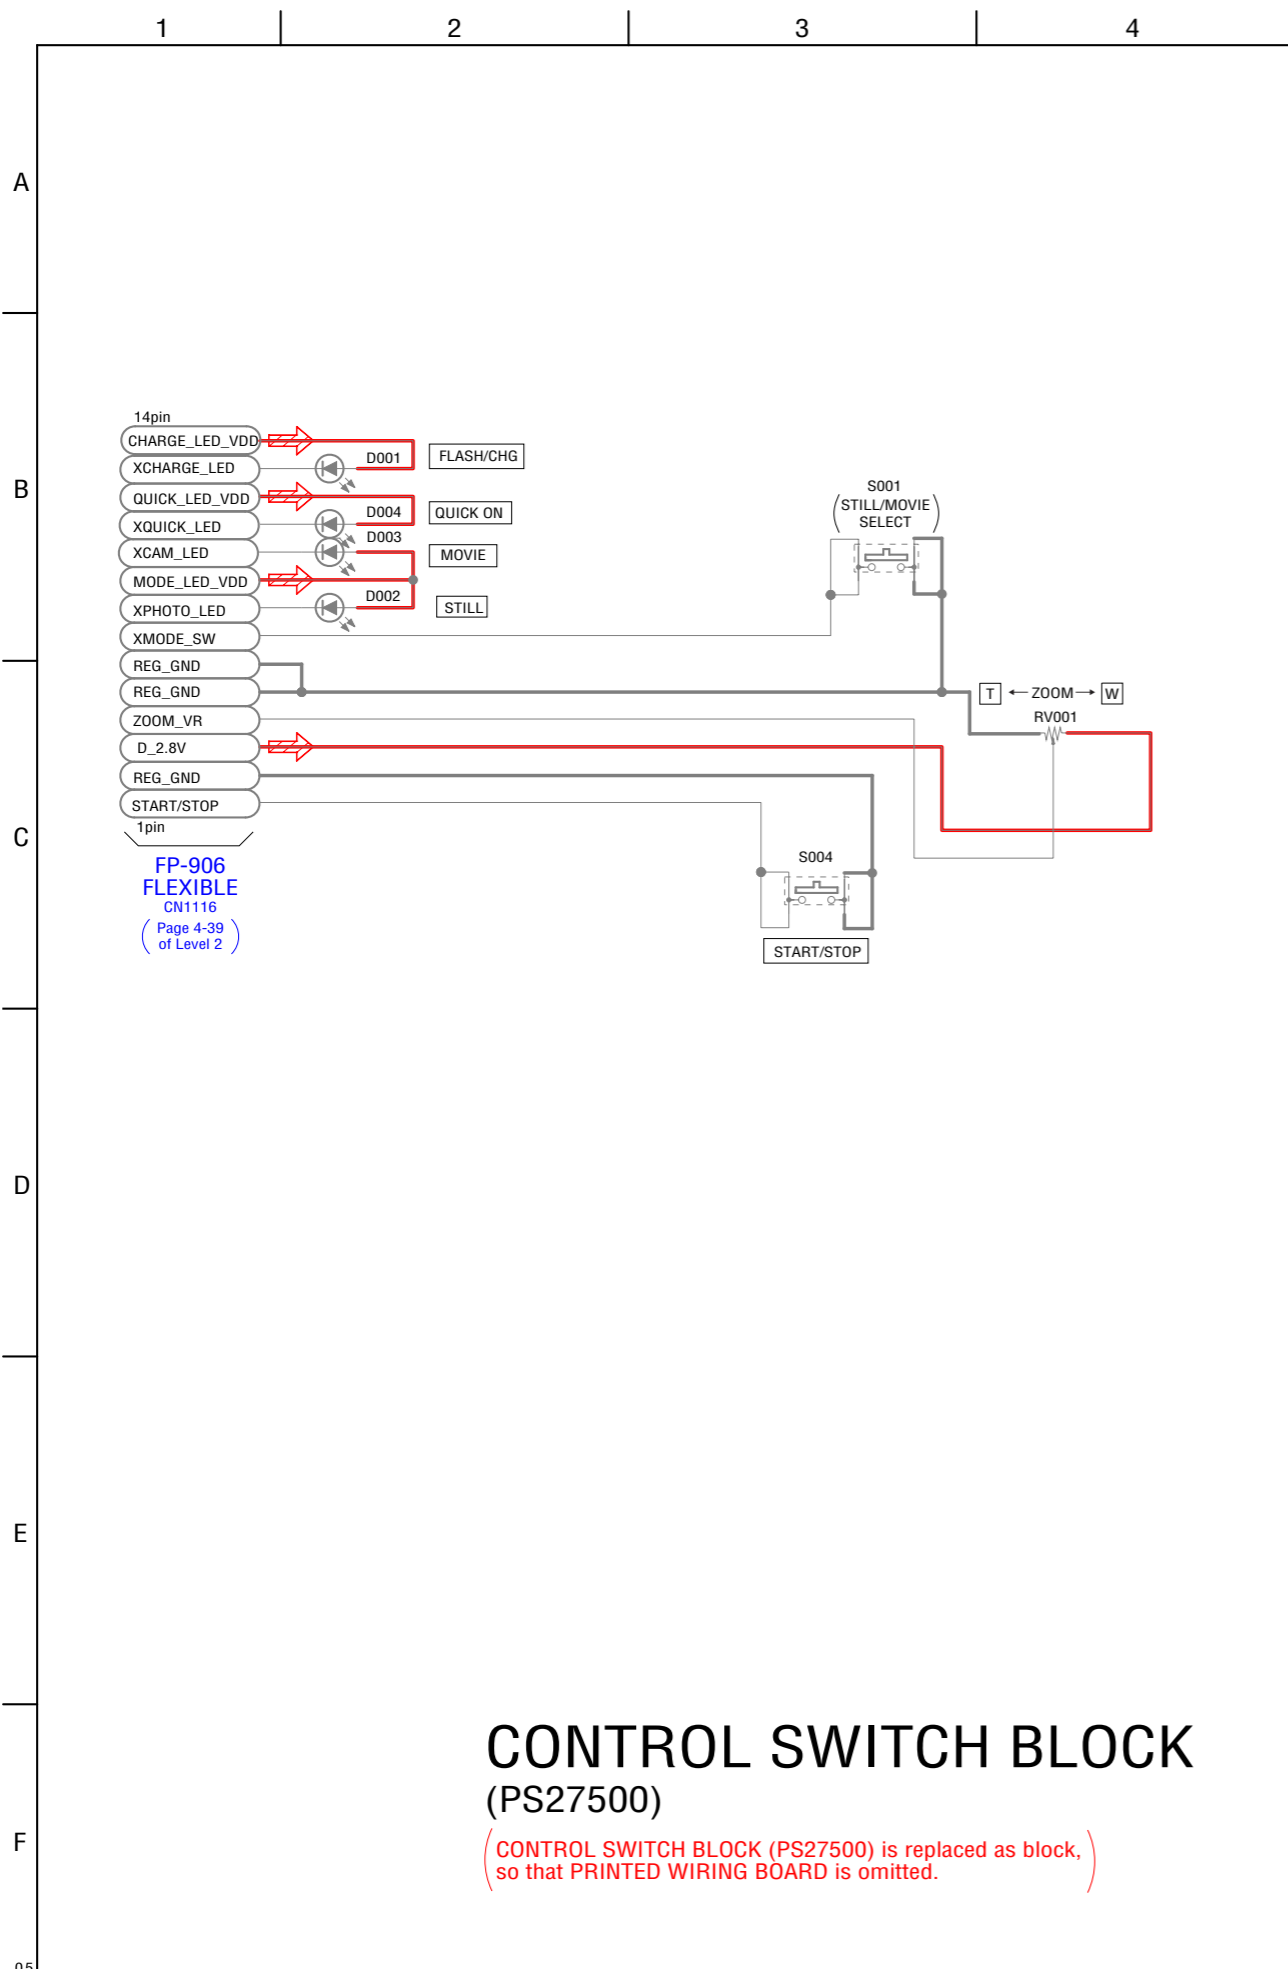 1
2
3
4
A
B
C
D
E
F
14pin
CHARGE_LED_VDD
XCHARGE_LED
QUICK_LED_VDD
XQUICK_LED
XCAM_LED
MODE_LED_VDD
XPHOTO_LED
XMODE_SW
REG_GND
REG_GND
ZOOM_VR
D_2.8V
REG_GND
START/STOP
1pin
FP-906
FLEXIBLE
CN1116
( Page 4-39
of Level 2 )
D001
FLASH/CHG
D004
QUICK ON
D003
MOVIE
D002
STILL
S001
( STILL/MOVIE
SELECT )
T ← ZOOM → W
RV001
S004
START/STOP
CONTROL SWITCH BLOCK
(PS27500)
( CONTROL SWITCH BLOCK (PS27500) is replaced as block,
so that PRINTED WIRING BOARD is omitted. )
05